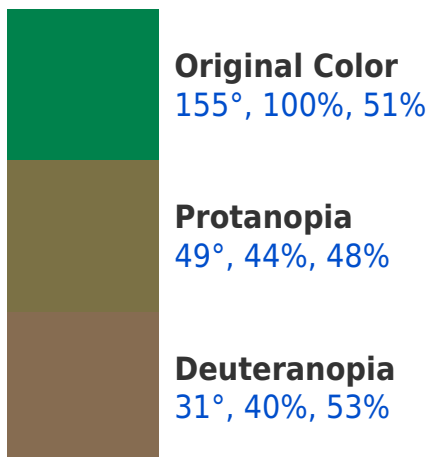 Original Color
155°, 100%, 51%
Protanopia
49°, 44%, 48%
Deuteranopia
31°, 40%, 53%